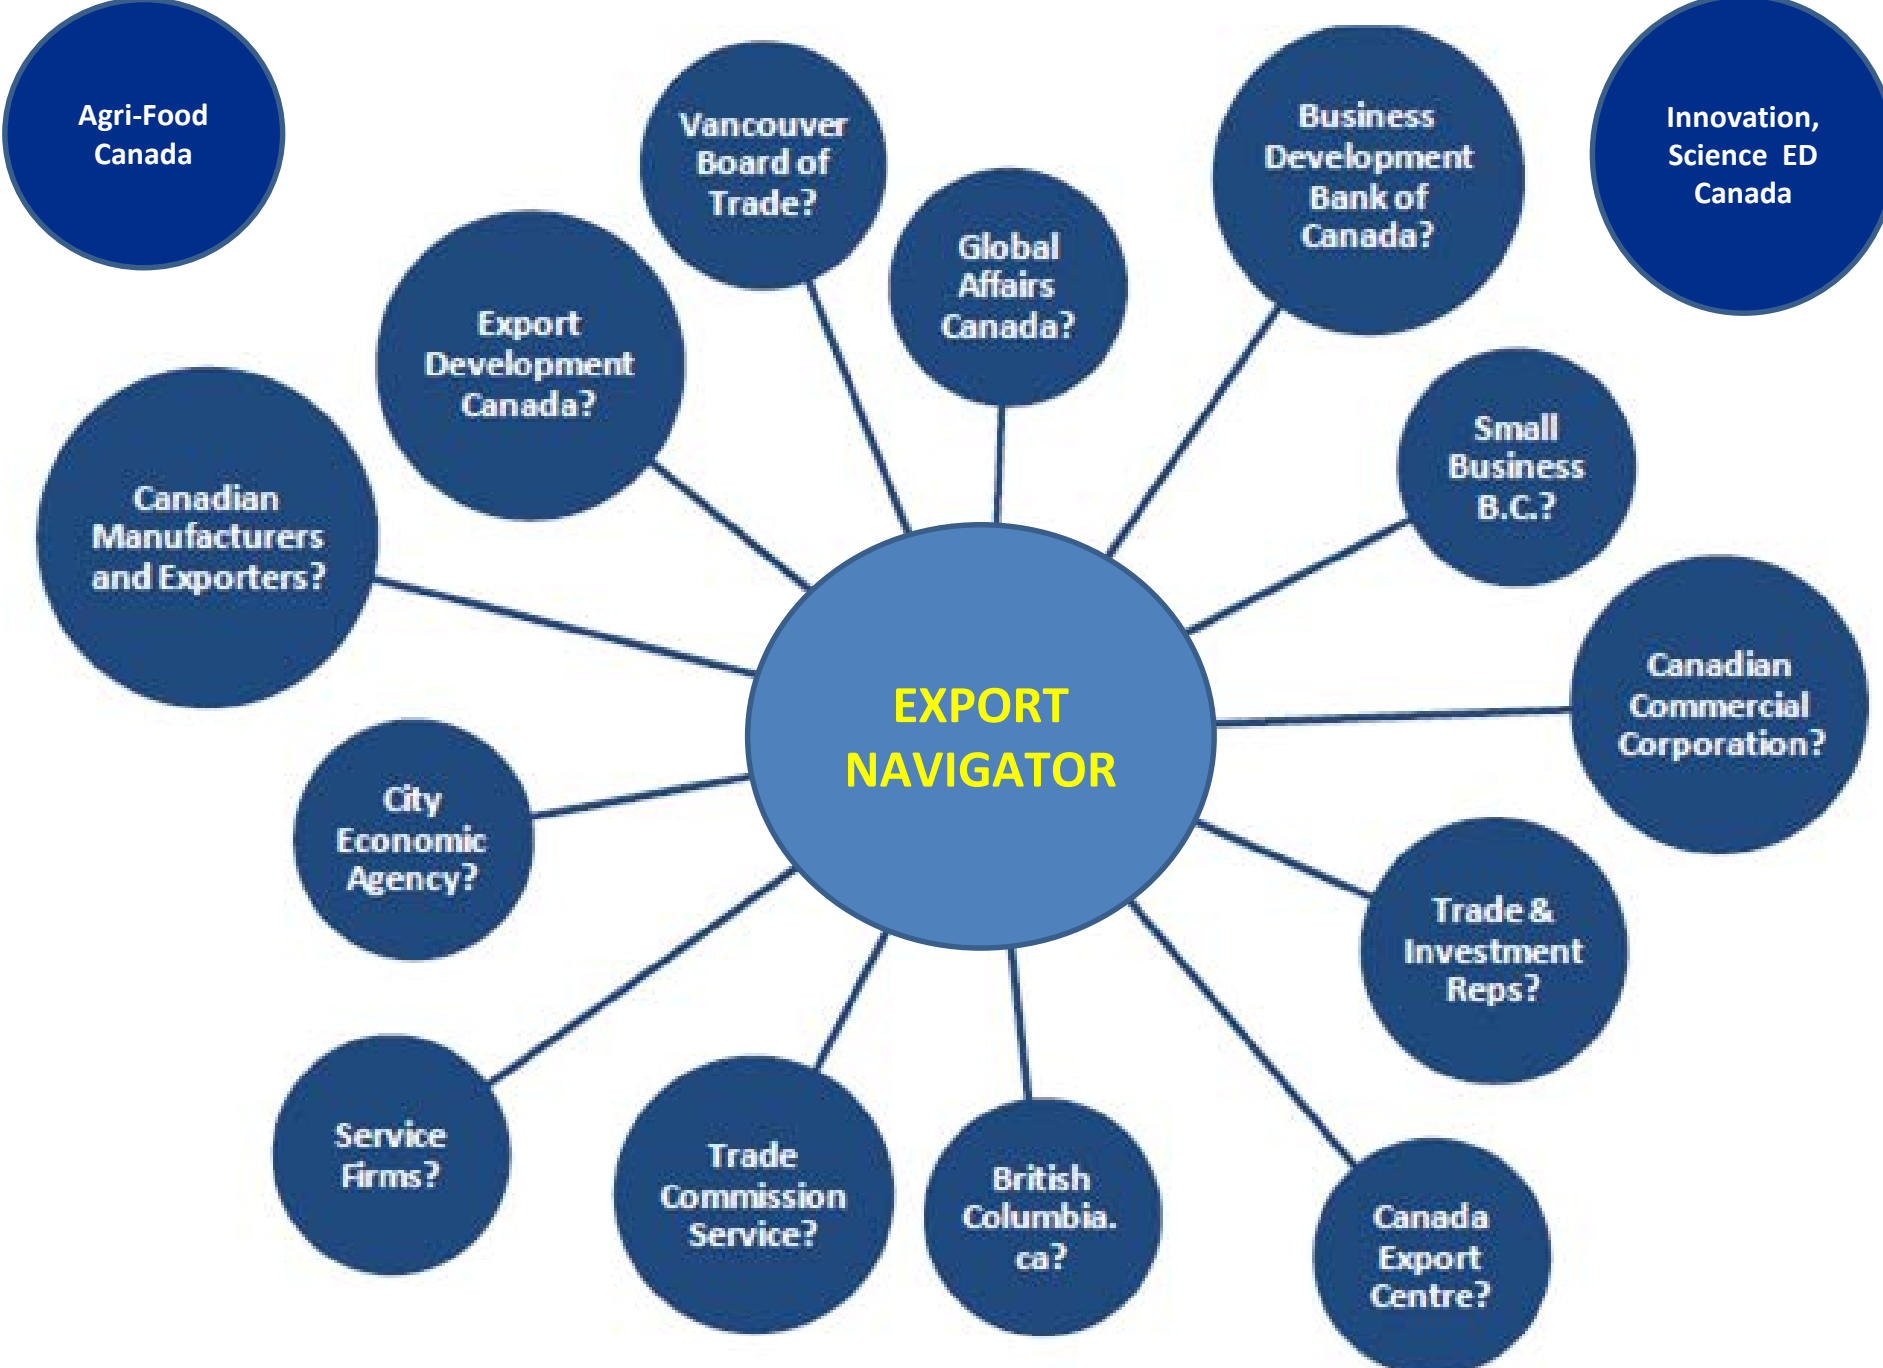 Agri-Food
Canada
Vancouver
Board of
Trade?
Business
Development
Bank of
Canada?
Innovation,
Science ED
Canada
Global
Affairs
Canada?
Export
Development
Canada?
Small
Business
B.C.?
Canadian
Manufacturers
and Exporters?
Canadian
Commercial
Corporation?
EXPORT
NAVIGATOR
City
Economic
Agency?
Trade &
Investment
Reps?
Service
Firms?
Trade
Commission
Service?
British
Columbia.
ca?
Canada
Export
Centre?